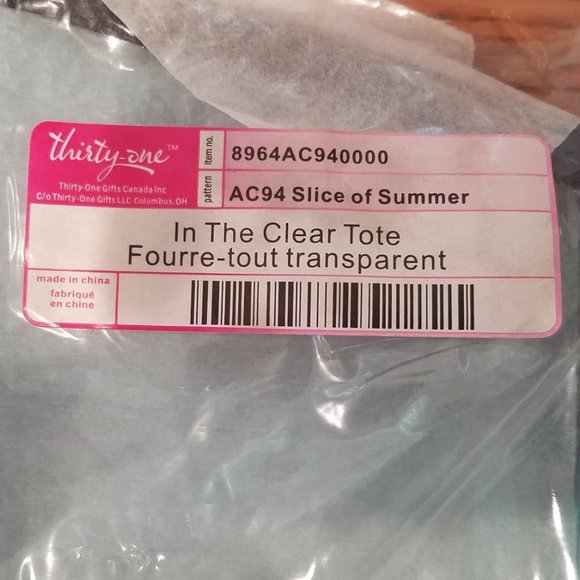 thirty-one™
Thirty-One Gifts Canada Inc
C/o Thirty-One Gifts LLC Columbus, OH
item no.
8964AC940000
pattern
AC94 Slice of Summer
In The Clear Tote
Fourre-tout transparent
made in china
fabriqué
en chine